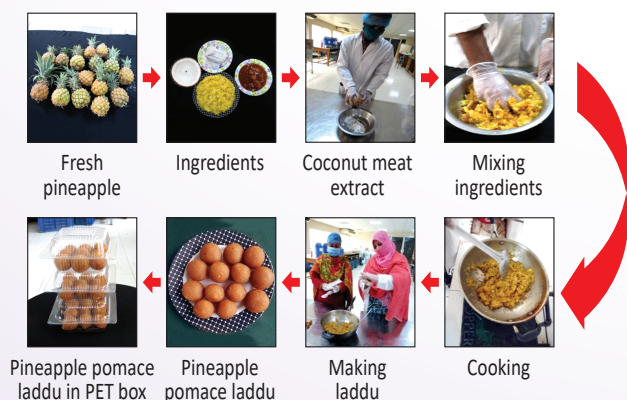 Fresh
pineapple
Ingredients
Coconut meat
extract
Mixing
ingredients
Cooking
Making
laddu
Pineapple
pomace laddu
Pineapple pomace
laddu in PET box